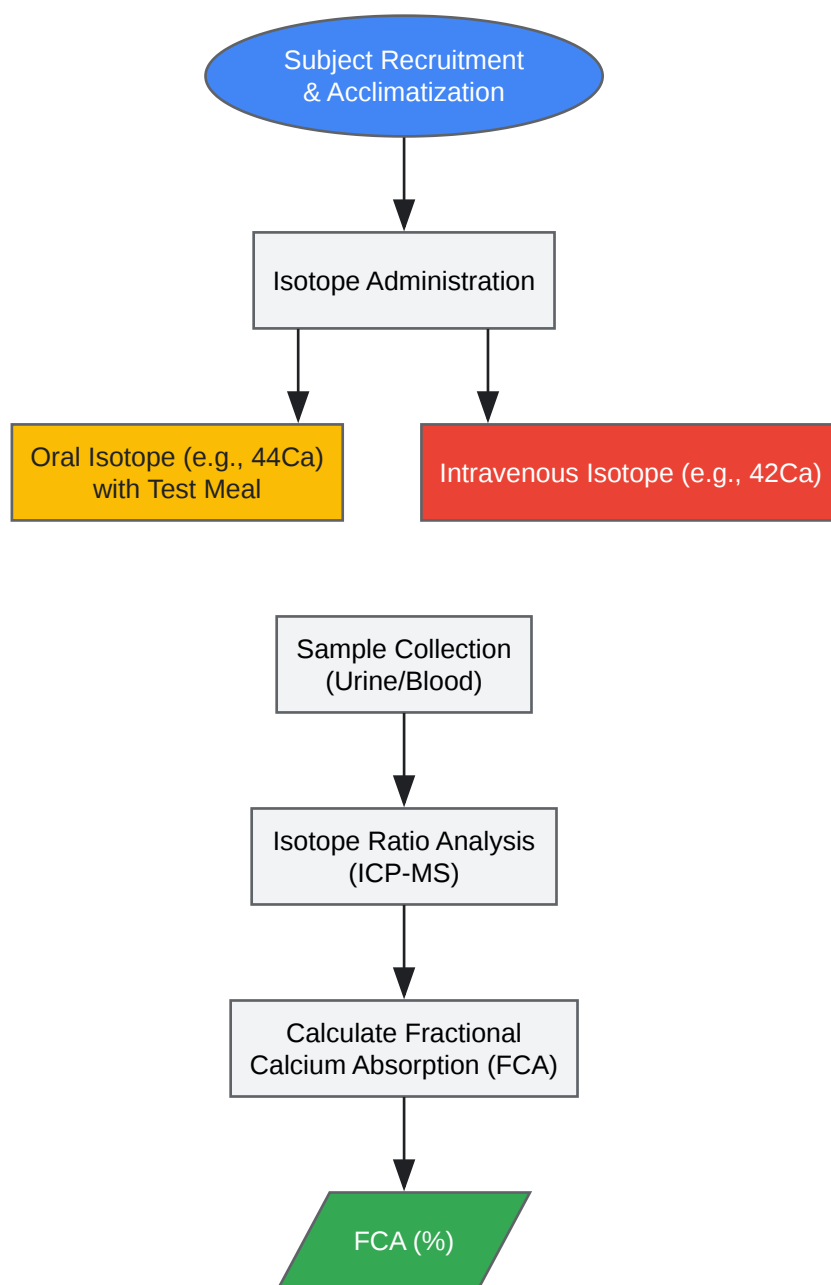 Subject Recruitment
& Acclimatization
Isotope Administration
Oral Isotope (e.g., 44Ca)
with Test Meal
Intravenous Isotope (e.g., 42Ca)
Sample Collection
(Urine/Blood)
Isotope Ratio Analysis
(ICP-MS)
Calculate Fractional
Calcium Absorption (FCA)
FCA (%)